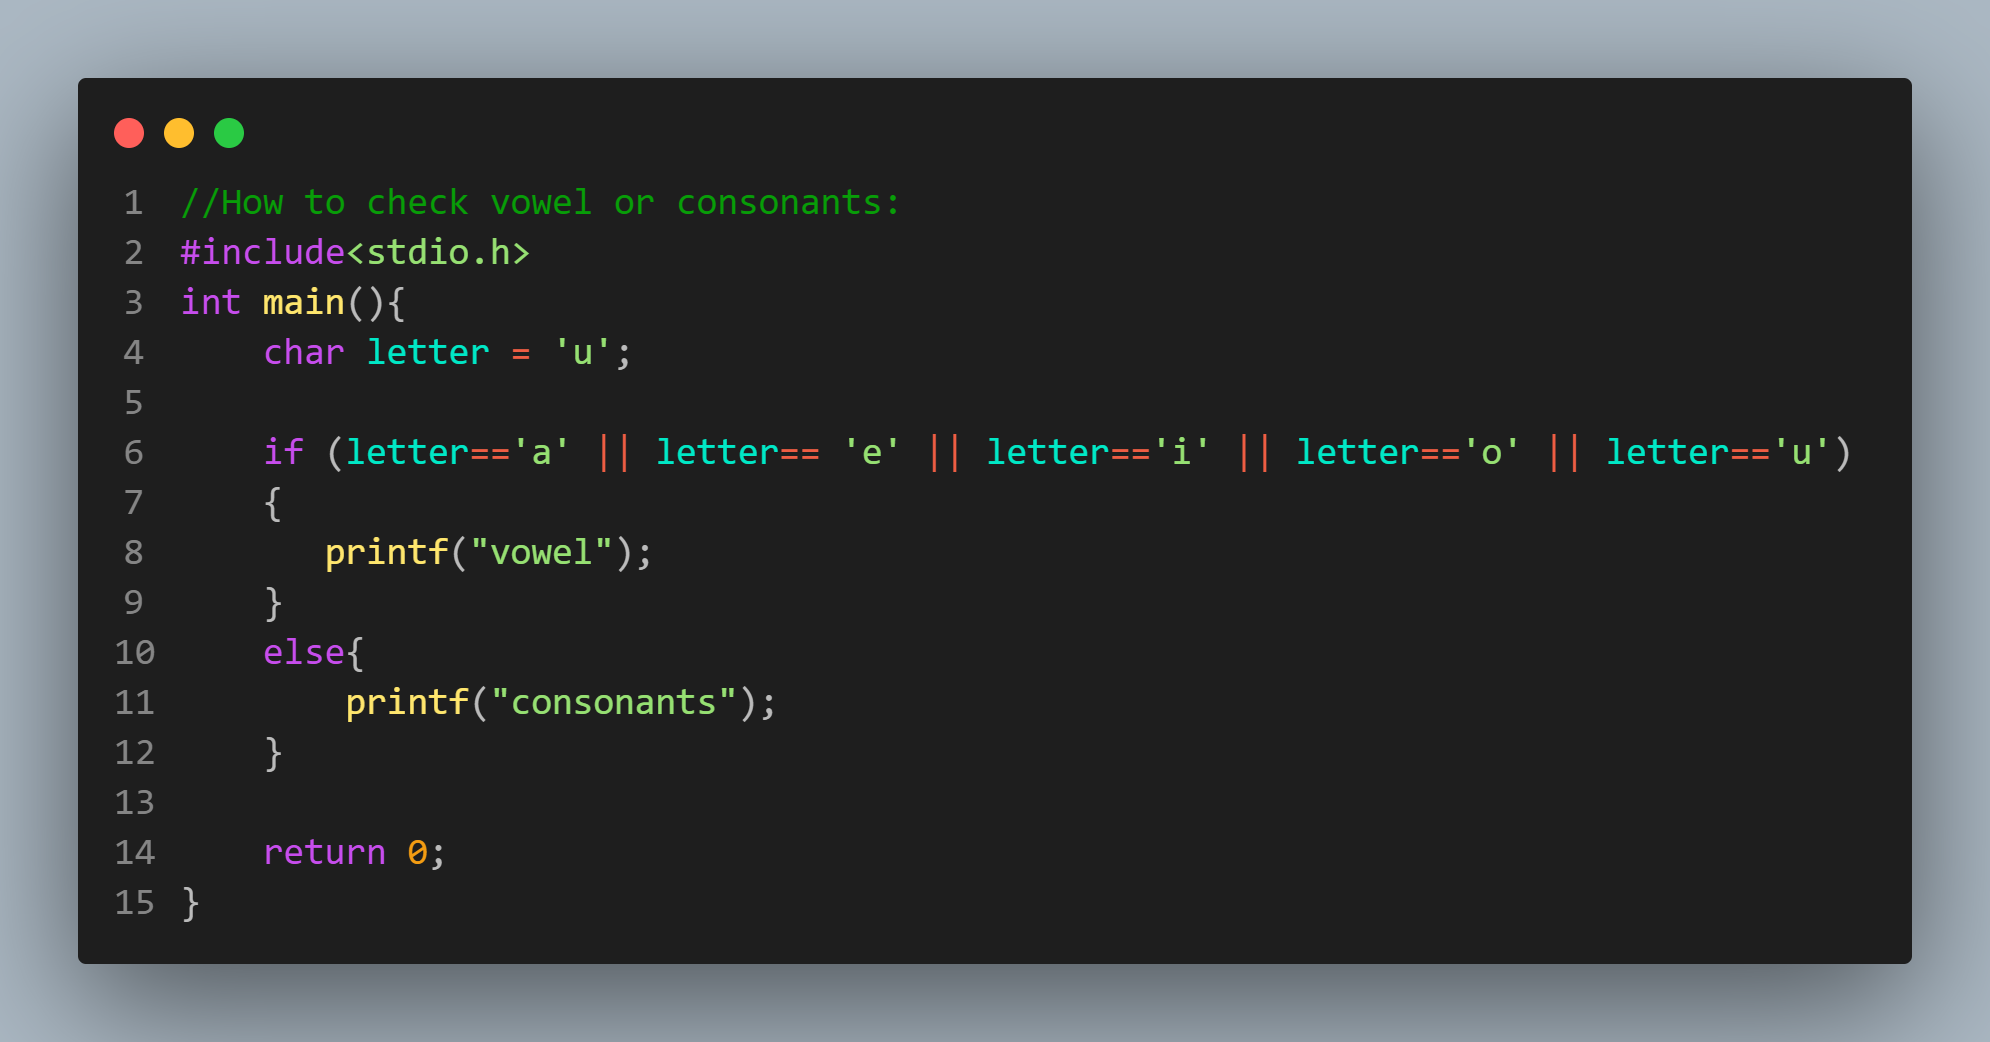 1 //How to check vowel or consonants:
2 #include<stdio.h>
3 int main(){
4     char letter = 'u';
5
6     if (letter=='a' || letter== 'e' || letter=='i' || letter=='o' || letter=='u')
7     {
8        printf("vowel");
9     }
10     else{
11         printf("consonants");
12     }
13
14     return 0;
15 }